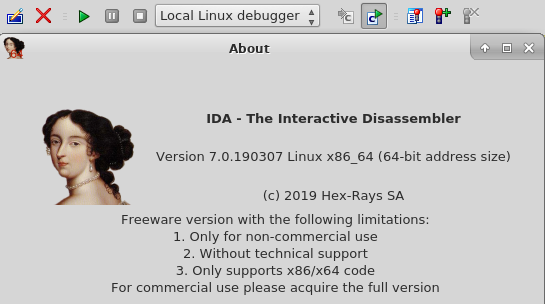 Local Linux debugger
About
IDA - The Interactive Disassembler
Version 7.0.190307 Linux x86_64 (64-bit address size)
(c) 2019 Hex-Rays SA
Freeware version with the following limitations:
1. Only for non-commercial use
2. Without technical support
3. Only supports x86/x64 code
For commercial use please acquire the full version